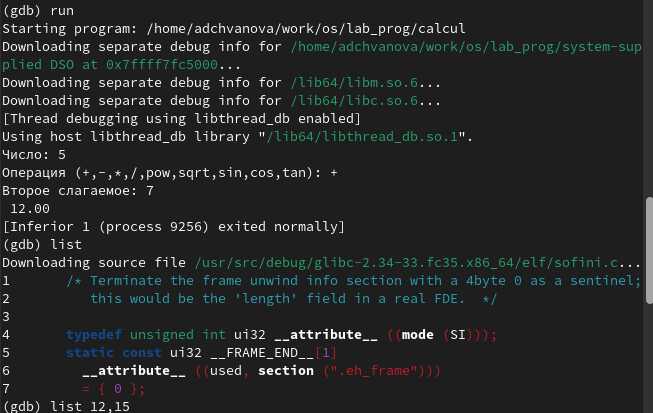 (gdb) run
Starting program: /home/adchvanova/work/os/lab_prog/calcul
Downloading separate debug info for /home/adchvanova/work/os/lab_prog/system-sup
plied DSO at 0x7ffff7fc5000...
Downloading separate debug info for /lib64/libm.so.6...
Downloading separate debug info for /lib64/libc.so.6...
[Thread debugging using libthread_db enabled]
Using host libthread_db library "/lib64/libthread_db.so.1".
Число: 5
Операция (+,-,*,/,pow,sqrt,sin,cos,tan): +
Второе слагаемое: 7
 12.00
[Inferior 1 (process 9256) exited normally]
(gdb) list
Downloading source file /usr/src/debug/glibc-2.34-33.fc35.x86_64/elf/sofini.c...
1       /* Terminate the frame unwind info section with a 4byte 0 as a sentinel;
2          this would be the 'length' field in a real FDE.  */
3
4       typedef unsigned int ui32 __attribute__ ((mode (SI)));
5       static const ui32 __FRAME_END__[1]
6         __attribute__ ((used, section (".eh_frame")))
7         = { 0 };
(gdb) list 12,15